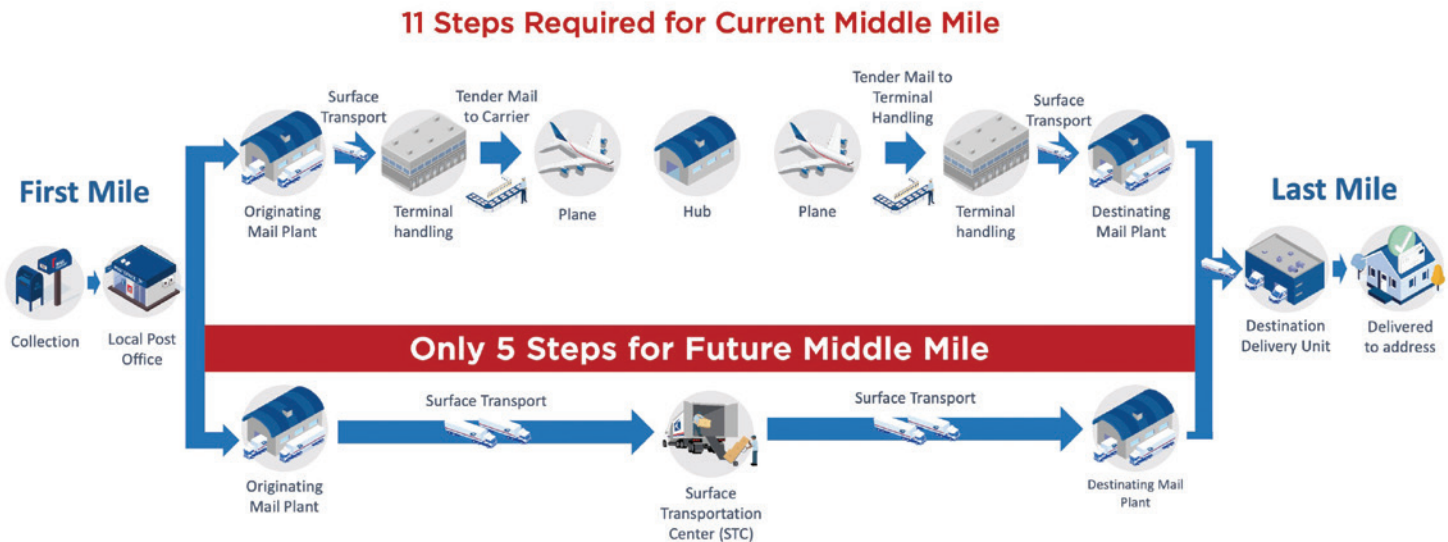 11 Steps Required for Current Middle Mile
Surface
Transport
Tender Mail
to Carrier
Tender Mail to
Terminal
Handling
Surface
Transport
First Mile
Last Mile
Originating
Mail Plant
Terminal
handling
Plane
Hub
Plane
Terminal
handling
Destinating
Mail Plant
Collection
Local Post
Office
Destination
Delivery Unit
Delivered
to address
Only 5 Steps for Future Middle Mile
Surface Transport
Surface Transport
Originating
Mail Plant
Surface
Transportation
Center (STC)
Destinating Mail
Plant